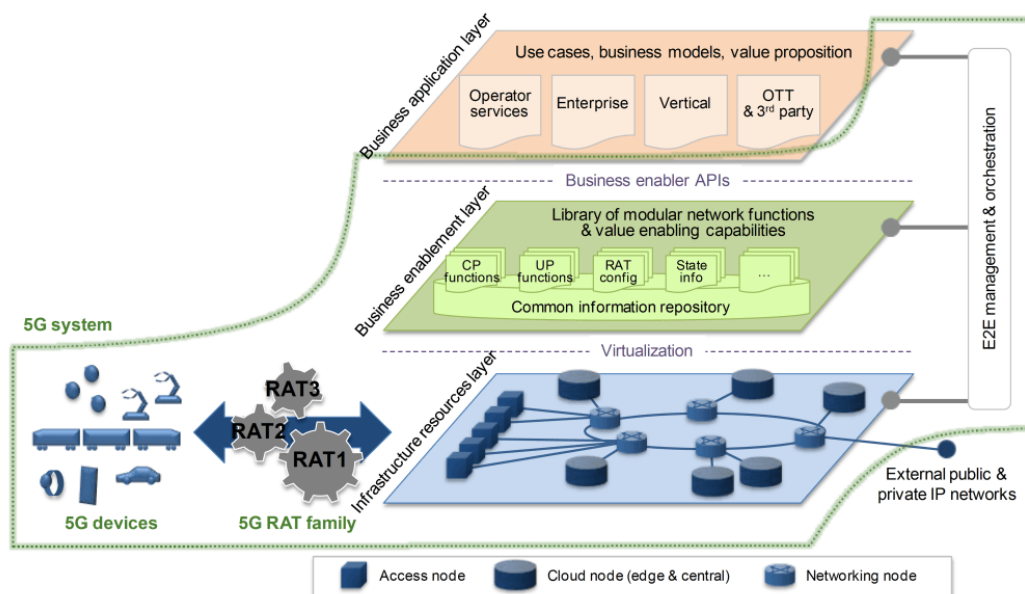 Business application layer
Use cases, business models, value proposition
Operator
services
Enterprise
Vertical
OTT
& 3rd party
Business enabler APIs
E2E management & orchestration
Business enablement layer
Library of modular network functions
& value enabling capabilities
CP
functions
UP
functions
RAT
config
State
info
...
Common information repository
5G system
Virtualization
Infrastructure resources layer
RAT3
RAT2
RAT1
External public &
private IP networks
5G devices
5G RAT family
Access node
Cloud node (edge & central)
Networking node